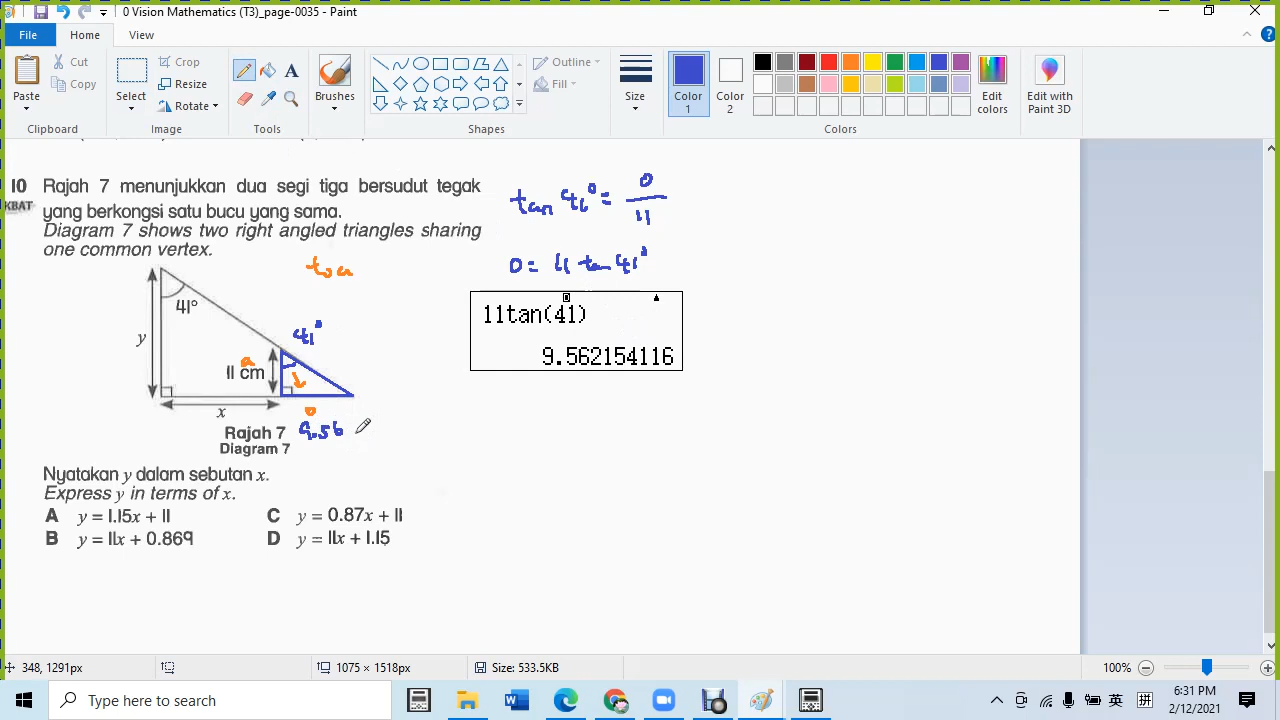 0 Vision Mathematics (T3)_page-0035 - Paint
File Home View
Paste Cut Copy Clipboard
Select Crop Resize Rotate Image
Tools
Brushes
Outline Fill Shapes
Size
Color 1 Color 2 Edit colors Colors
Edit with Paint 3D
10 Rajah 7 menunjukkan dua segi tiga bersudut tegak
KBAT yang berkongsi satu bucu yang sama.
Diagram 7 shows two right angled triangles sharing
one common vertex.
toa
41°
y
41°
a
11 cm
x
o
9.56
Rajah 7
Diagram 7
tan 41° = o/11
o = 11 tan 41°
11tan(41)
9.562154116
Nyatakan y dalam sebutan x.
Express y in terms of x.
A y = 1.15x + 11 C y = 0.87x + 11
B y = 11x + 0.869 D y = 11x + 1.15
348, 1291px 1075 × 1518px Size: 533.5KB 100%
Type here to search 英 拼 6:31 PM
2/12/2021